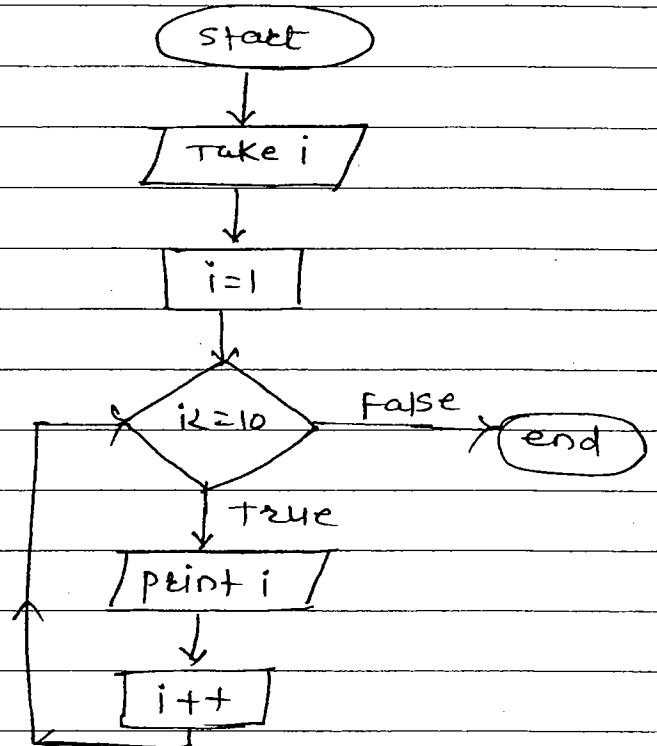 Start
Take i
i=1
i<=10
False
end
True
print i
i++